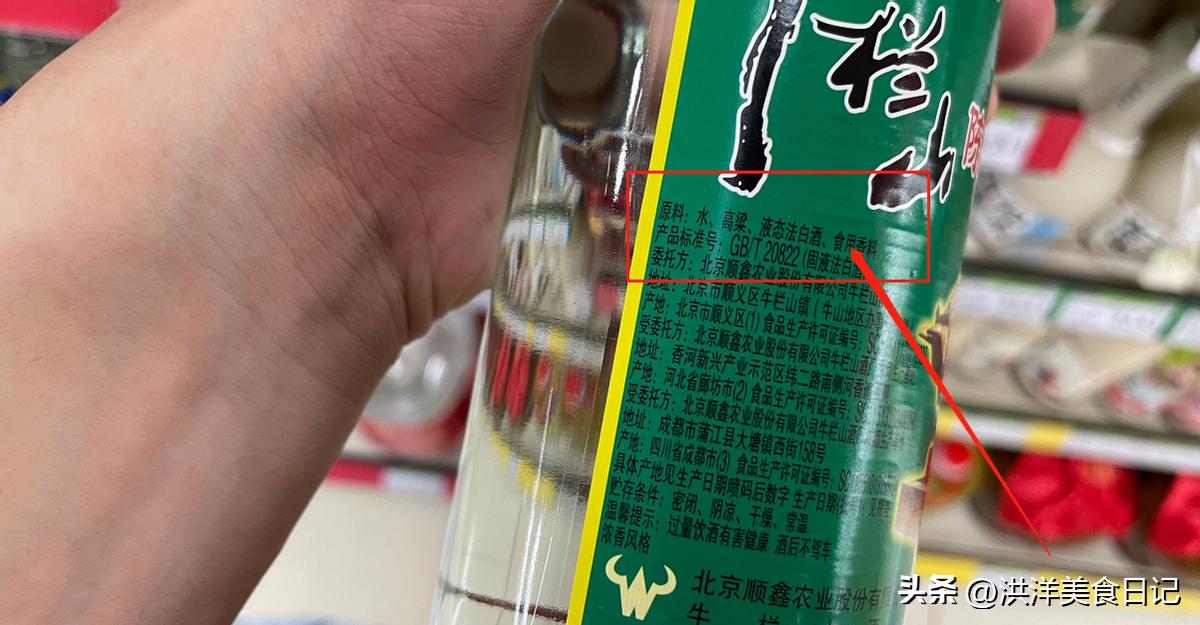 栏
山
陈
原料：水、高粱、液态法白酒、食用香料
产品标准号：GB/T 20822 (固液法白酒
委托方：北京顺鑫农业股份有限公司牛栏山
地址：北京市顺义区牛栏山镇（牛山地区办事
产地：北京市顺义区(1) 食品生产许可证编号：SC
受委托方：北京顺鑫农业股份有限公司牛栏山酒
地址：香河新兴产业示范区纬二路南侧河香
产地：河北省廊坊市(2) 食品生产许可证编号：SC
受委托方：北京顺鑫农业股份有限公司牛栏山酒
地址：成都市蒲江县大塘镇西街158号
产地：四川省成都市(3) 食品生产许可证编号：SC
具体产地见生产日期喷码后数字 生产日期
贮存条件：密闭、阴凉、干燥、常温
温馨提示：过量饮酒有害健康 酒后不驾车
浓香风格
北京顺鑫农业股份有限
牛 栏
头条 @洪洋美食日记